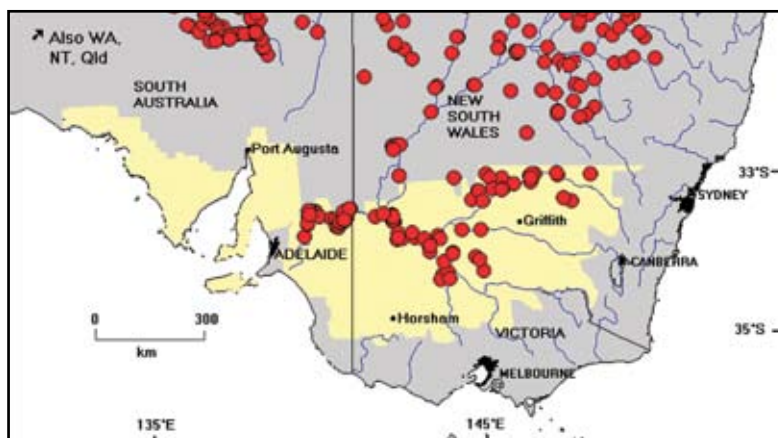 Also WA,
NT, Qld
SOUTH
AUSTRALIA
NEW
SOUTH
WALES
Port Augusta
33°S
SYDNEY
Griffith
ADELAIDE
CANBERRA
0 300
km
Horsham
VICTORIA
35°S
MELBOURNE
135°E
145°E